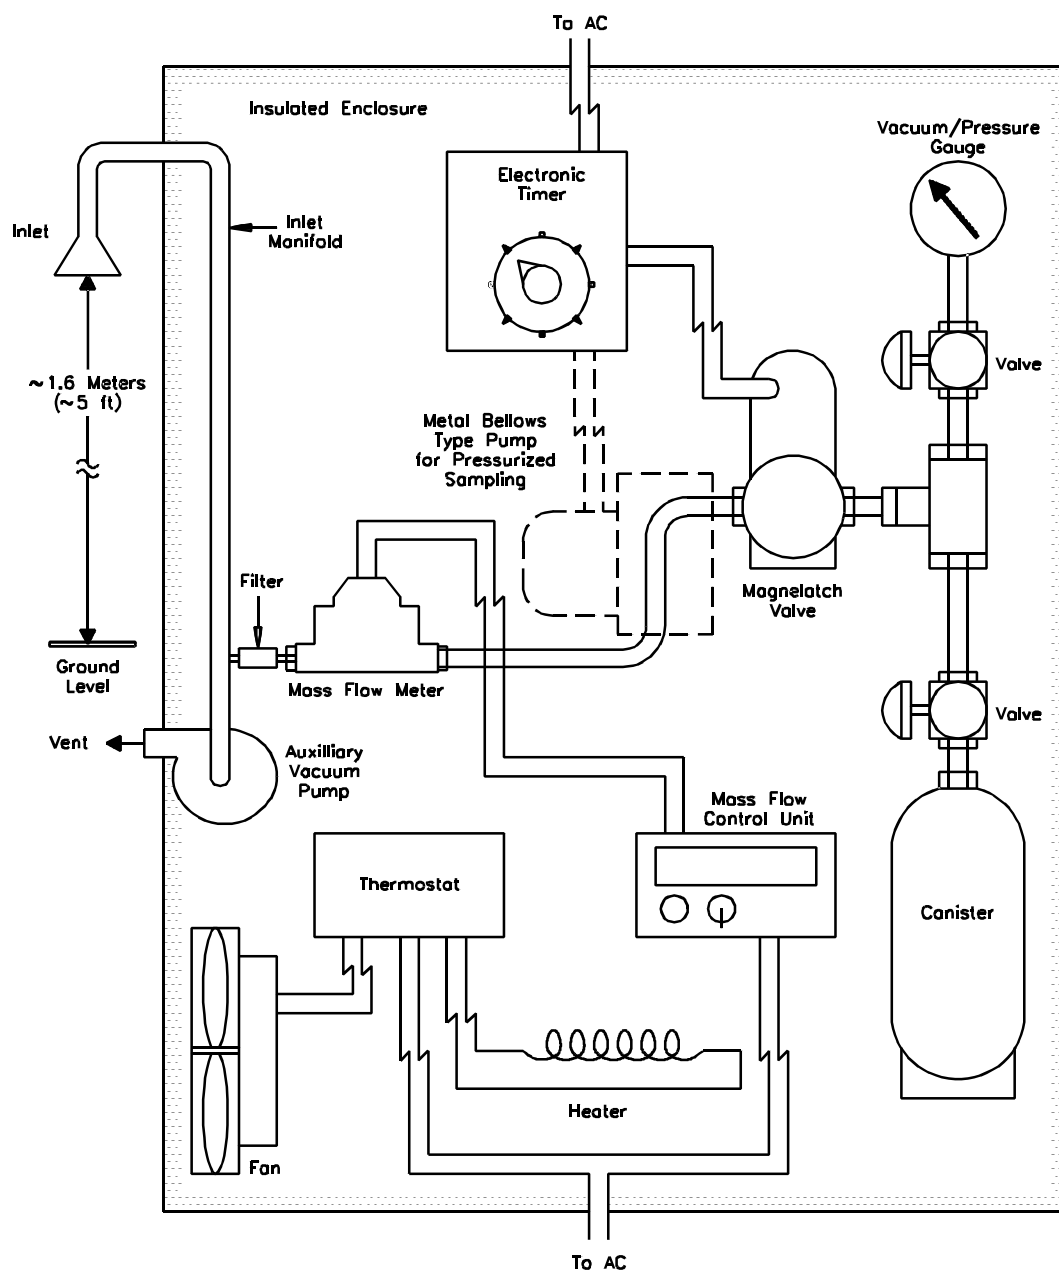 To AC
Insulated Enclosure
Vacuum/Pressure
Gauge
Electronic
Timer
Inlet
Inlet
Manifold
~1.6 Meters
(~5 ft)
Valve
Metal Bellows
Type Pump
for Pressurized
Sampling
Filter
Magnelatch
Valve
Ground
Level
Mass Flow Meter
Valve
Vent
Auxilliary
Vacuum
Pump
Mass Flow
Control Unit
Thermostat
Canister
Heater
Fan
To AC